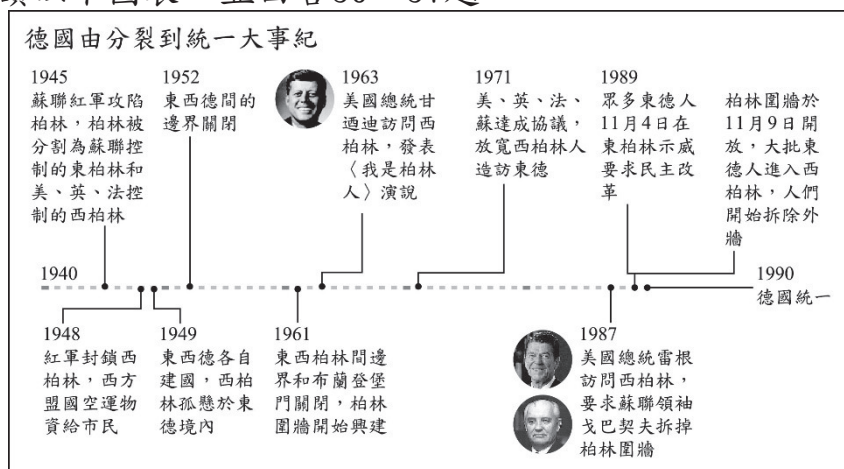 德國由分裂到統一大事紀
1945
蘇聯紅軍攻陷
柏林，柏林被
分割為蘇聯控
制的東柏林和
美、英、法控
制的西柏林
1952
東西德間的
邊界關閉
1963
美國總統甘
迺迪訪問西
柏林，發表
〈我是柏林
人〉演說
1971
美、英、法、
蘇達成協議，
放寬西柏林人
造訪東德
1989
眾多東德人
11月4日在
東柏林示威
要求民主改
革
柏林圍牆於
11月9日開
放，大批東
德人進入西
柏林，人們
開始拆除外
牆
1940
1990
德國統一
1948
紅軍封鎖西
柏林，西方
盟國空運物
資給市民
1949
東西德各自
建國，西柏
林孤懸於東
德境內
1961
東西柏林間邊
界和布蘭登堡
門關閉，柏林
圍牆開始興建
1987
美國總統雷根
訪問西柏林，
要求蘇聯領袖
戈巴契夫拆掉
柏林圍牆